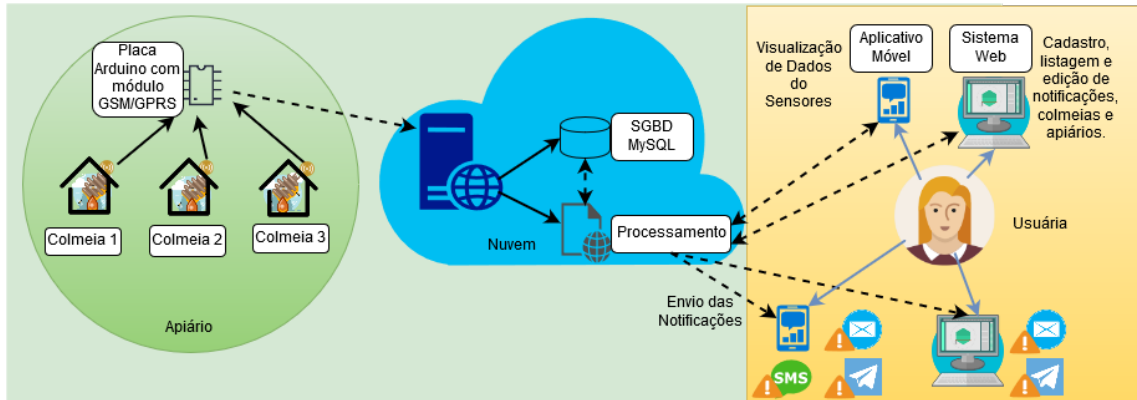 Placa
Arduino com
módulo
GSM/GPRS
Colmeia 1
Colmeia 2
Colmeia 3
Apiário
SGBD
MySQL
Nuvem
Processamento
Envio das
Notificações
Visualização
de Dados
do
Sensores
Aplicativo
Móvel
Sistema
Web
Cadastro,
listagem e
edição de
notificações,
colmeias e
apiários.
Usuária
SMS